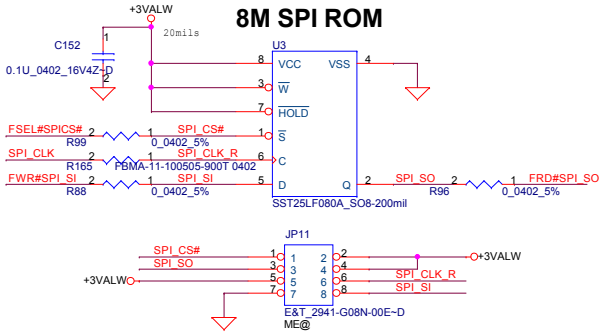 +3VALW
8M SPI ROM
20mils
C152
1
2
0.1U_0402_16V4Z~D
U3
8 VCC VSS 4
3 W
7 HOLD
FSEL#SPICS# 2 1 SPI_CS# 1 S
R99 0_0402_5%
SPI_CLK 2 1 SPI_CLK_R 6 C
R165 FBMA-11-100505-900T 0402
FWR#SPI_SI 2 1 SPI_SI 5 D Q 2 SPI_SO 2 1 FRD#SPI_SO
R88 0_0402_5% R96 0_0402_5%
SST25LF080A_SO8-200mil
JP11
SPI_CS# 1 1 2 2 +3VALW
SPI_SO 3 3 4 4
+3VALW 5 5 6 6 SPI_CLK_R
7 7 8 8 SPI_SI
E&T_2941-G08N-00E~D
ME@